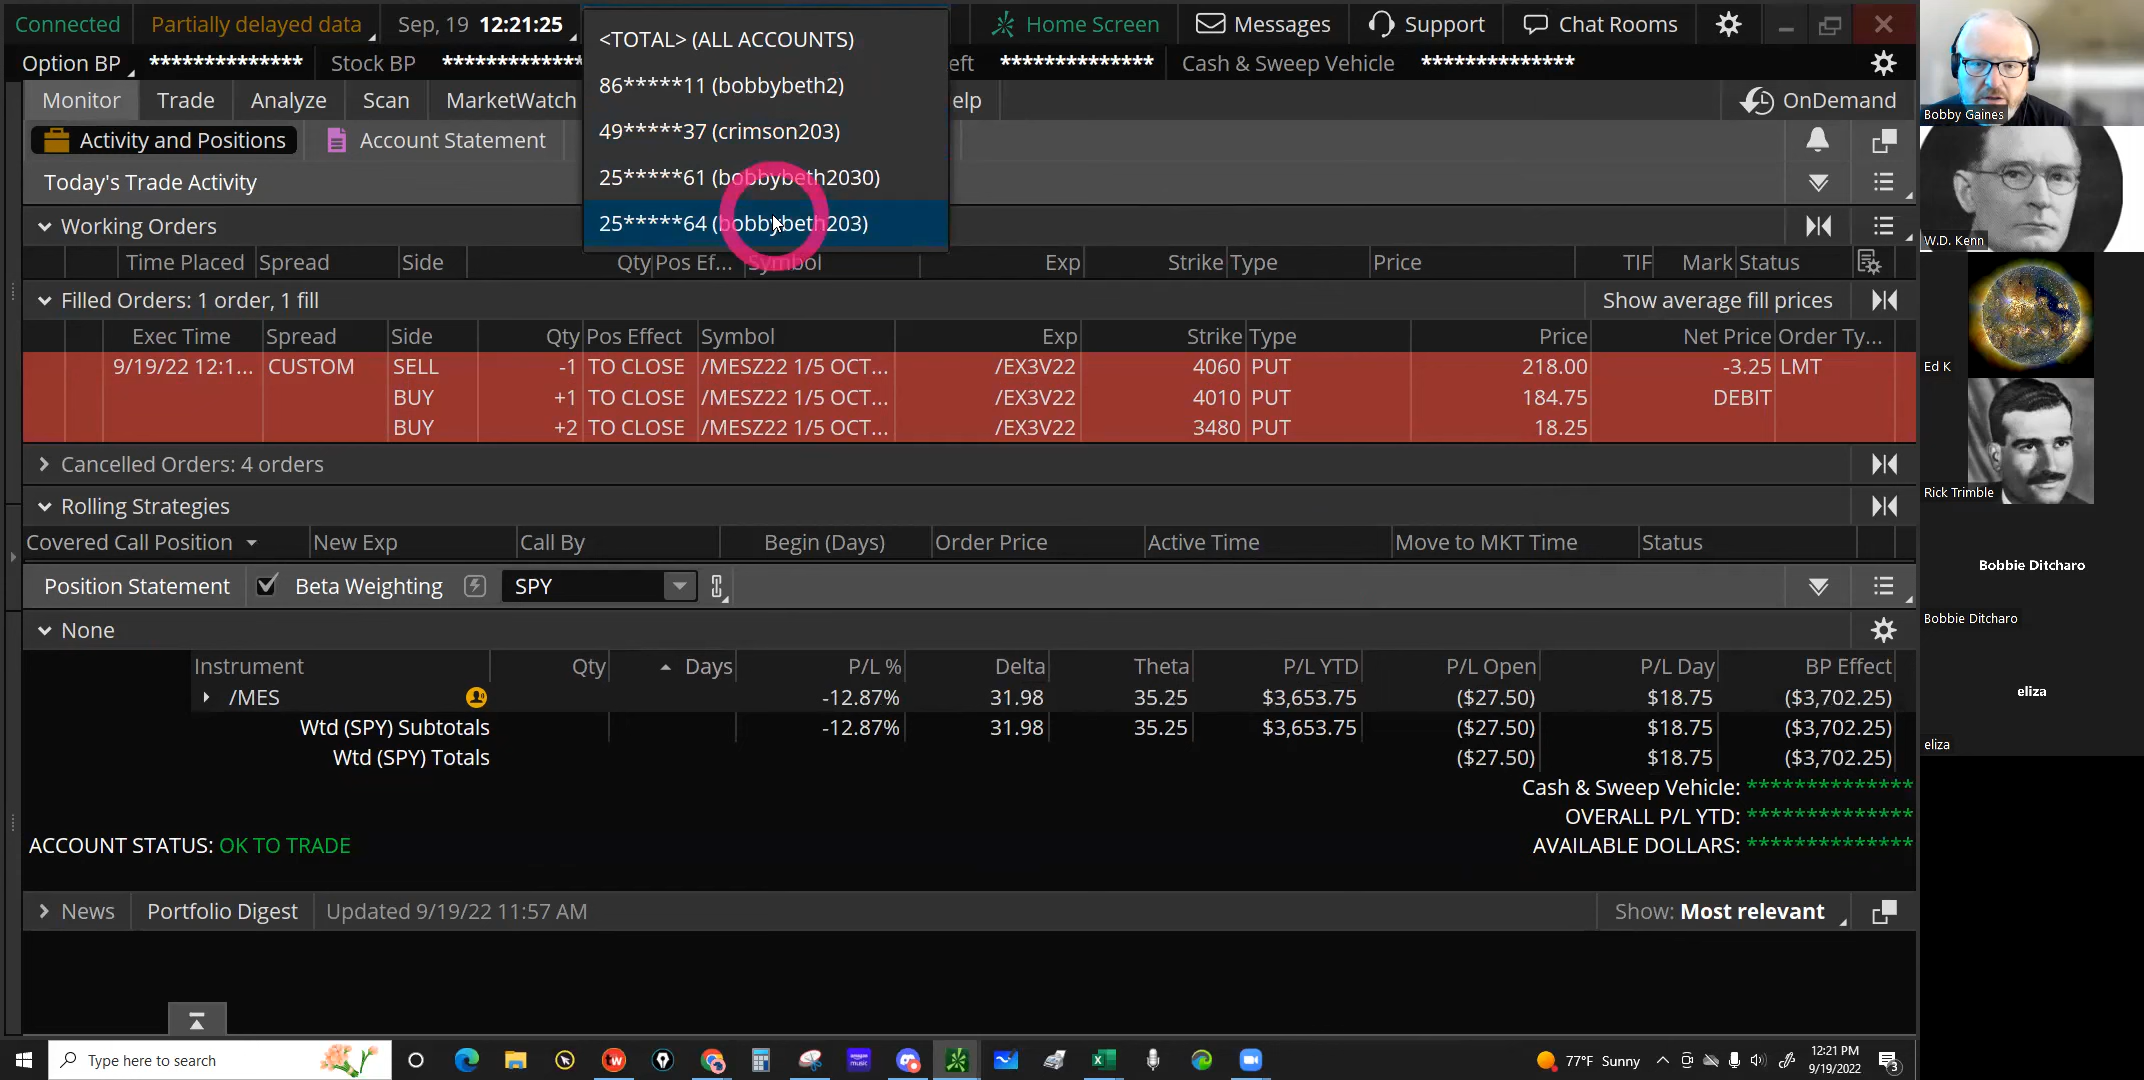 Connected Partially delayed data Sep, 19 12:21:25 Home Screen Messages Support Chat Rooms
<TOTAL> (ALL ACCOUNTS)
86*****11 (bobbybeth2)
49*****37 (crimson203)
25*****61 (bobbybeth2030)
25*****64 (bobbybeth203)
Option BP ************** Stock BP ************* eft ************** Cash & Sweep Vehicle **************
Monitor Trade Analyze Scan MarketWatch elp OnDemand
Activity and Positions Account Statement
Today's Trade Activity
Working Orders
Time Placed Spread Side Qty Pos Ef... Symbol Exp Strike Type Price TIF Mark Status
Filled Orders: 1 order, 1 fill Show average fill prices
Exec Time Spread Side Qty Pos Effect Symbol Exp Strike Type Price Net Price Order Ty...
9/19/22 12:1... CUSTOM SELL -1 TO CLOSE /MESZ22 1/5 OCT... /EX3V22 4060 PUT 218.00 -3.25 LMT
BUY +1 TO CLOSE /MESZ22 1/5 OCT... /EX3V22 4010 PUT 184.75 DEBIT
BUY +2 TO CLOSE /MESZ22 1/5 OCT... /EX3V22 3480 PUT 18.25
Cancelled Orders: 4 orders
Rolling Strategies
Covered Call Position New Exp Call By Begin (Days) Order Price Active Time Move to MKT Time Status
Position Statement Beta Weighting SPY
None
Instrument Qty Days P/L % Delta Theta P/L YTD P/L Open P/L Day BP Effect
/MES -12.87% 31.98 35.25 $3,653.75 ($27.50) $18.75 ($3,702.25)
Wtd (SPY) Subtotals -12.87% 31.98 35.25 $3,653.75 ($27.50) $18.75 ($3,702.25)
Wtd (SPY) Totals ($27.50) $18.75 ($3,702.25)
Cash & Sweep Vehicle: **************
OVERALL P/L YTD: **************
ACCOUNT STATUS: OK TO TRADE AVAILABLE DOLLARS: **************
News Portfolio Digest Updated 9/19/22 11:57 AM Show: Most relevant
Type here to search 77°F Sunny 12:21 PM
9/19/2022 3
Bobby Gaines
W.D. Kenn
Ed K
Rick Trimble
Bobbie Ditcharo
Bobbie Ditcharo
eliza
eliza